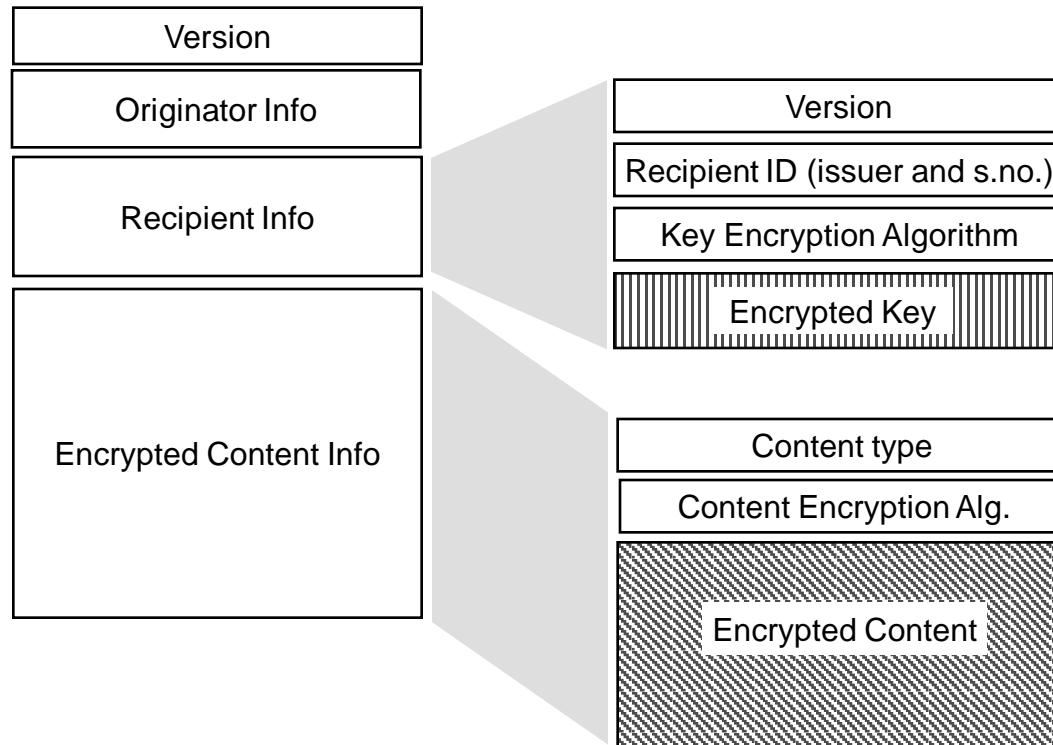 Version
Originator Info
Recipient Info
Encrypted Content Info
Version
Recipient ID (issuer and s.no.)
Key Encryption Algorithm
Encrypted Key
Content type
Content Encryption Alg.
Encrypted Content